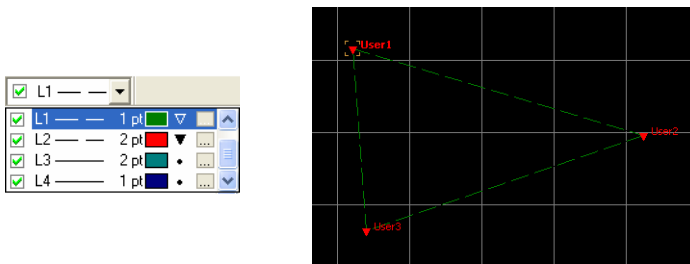 L1
L1 1 pt ...
L2 2 pt ...
L3 2 pt ...
L4 1 pt ...
User1
User2
User3